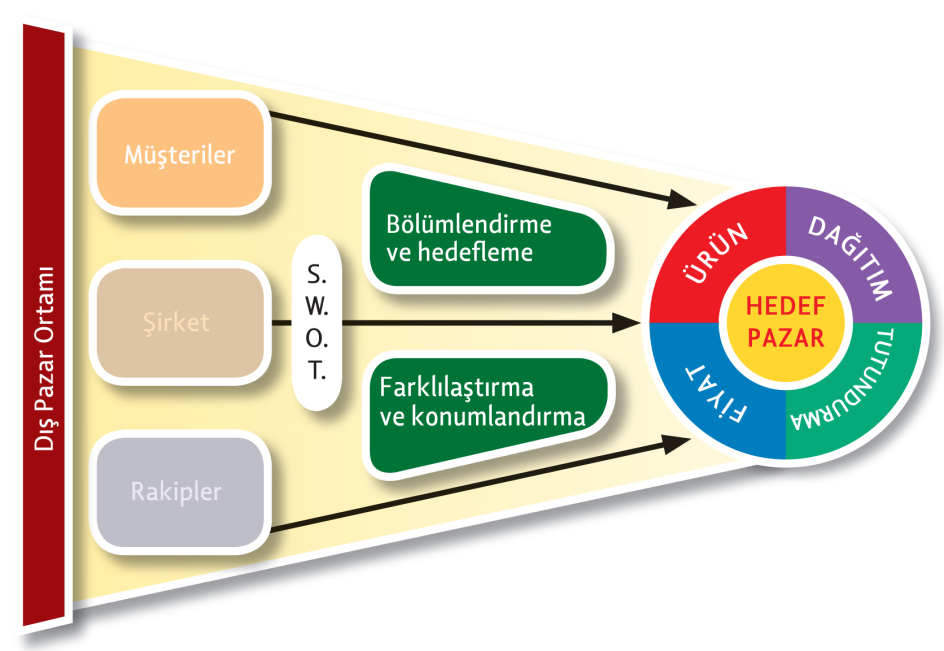 Dış Pazar Ortamı
Müşteriler
Şirket
Rakipler
S.
W.
O.
T.
Bölümlendirme
ve hedefleme
Farklılaştırma
ve konumlandırma
ÜRÜN
DAĞITIM
FİYAT
TUTUNDURMA
HEDEF
PAZAR